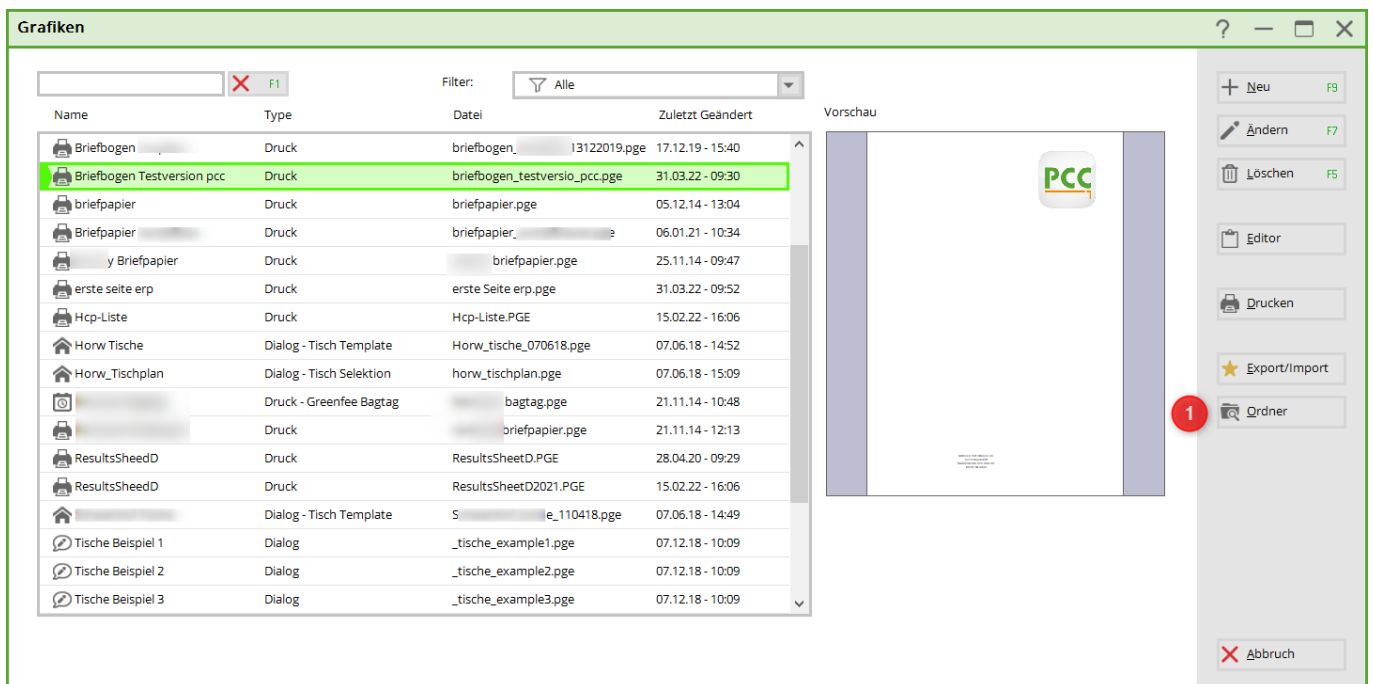 Grafiken
F1
Filter: Alle
Name Type Datei Zuletzt Geändert Vorschau
Briefbogen Druck briefbogen_ 13122019.pge 17.12.19 - 15:40
Briefbogen Testversion pcc Druck briefbogen_testversio_pcc.pge 31.03.22 - 09:30
briefpapier Druck briefpapier.pge 05.12.14 - 13:04
Briefpapier Druck briefpapier_ 06.01.21 - 10:34
y Briefpapier Druck briefpapier.pge 25.11.14 - 09:47
erste seite erp Druck erste Seite erp.pge 31.03.22 - 09:52
Hcp-Liste Druck Hcp-Liste.PGE 15.02.22 - 16:06
Horw Tische Dialog - Tisch Template Horw_tische_070618.pge 07.06.18 - 14:52
Horw_Tischplan Dialog - Tisch Selektion horw_tischplan.pge 07.06.18 - 15:09
Druck - Greenfee Bagtag bagtag.pge 21.11.14 - 10:48
Druck briefpapier.pge 21.11.14 - 12:13
ResultsSheedD Druck ResultsSheetD.PGE 28.04.20 - 09:29
ResultsSheedD Druck ResultsSheetD2021.PGE 15.02.22 - 16:06
Dialog - Tisch Template S e_110418.pge 07.06.18 - 14:49
Tische Beispiel 1 Dialog _tische_example1.pge 07.12.18 - 10:09
Tische Beispiel 2 Dialog _tische_example2.pge 07.12.18 - 10:09
Tische Beispiel 3 Dialog _tische_example3.pge 07.12.18 - 10:09
PCC
Neu F9
Ändern F7
Löschen F5
Editor
Drucken
Export/Import
1 Ordner
Abbruch